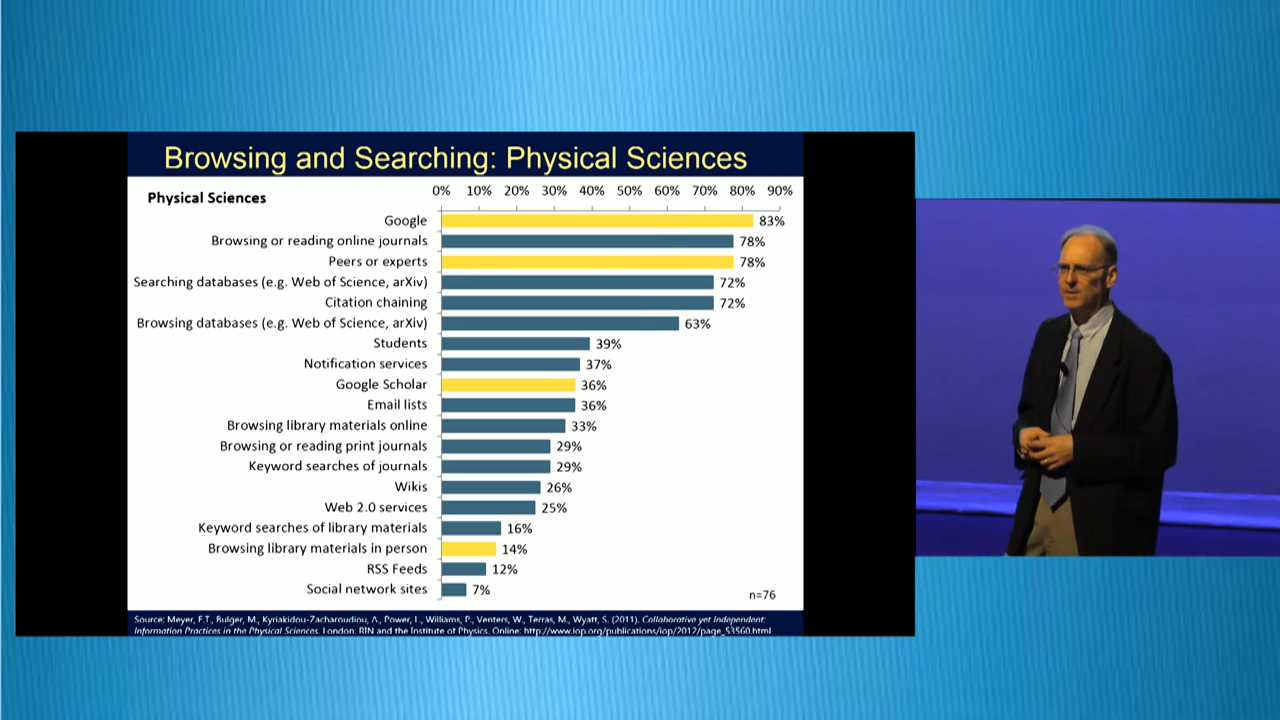 Browsing and Searching: Physical Sciences
Physical Sciences
0% 10% 20% 30% 40% 50% 60% 70% 80% 90%
Google 83%
Browsing or reading online journals 78%
Peers or experts 78%
Searching databases (e.g. Web of Science, arXiv) 72%
Citation chaining 72%
Browsing databases (e.g. Web of Science, arXiv) 63%
Students 39%
Notification services 37%
Google Scholar 36%
Email lists 36%
Browsing library materials online 33%
Browsing or reading print journals 29%
Keyword searches of journals 29%
Wikis 26%
Web 2.0 services 25%
Keyword searches of library materials 16%
Browsing library materials in person 14%
RSS Feeds 12%
Social network sites 7%
n=76
Source: Meyer, E.T., Bulger, M., Kyriakidou-Zacharoudiou, A., Power, L., Williams, P., Venters, W., Terras, M., Wyatt, S. (2011). Collaborative yet Independent:
Information Practices in the Physical Sciences. London: RIN and the Institute of Physics. Online: http://www.iop.org/publications/iop/2012/page_53560.html